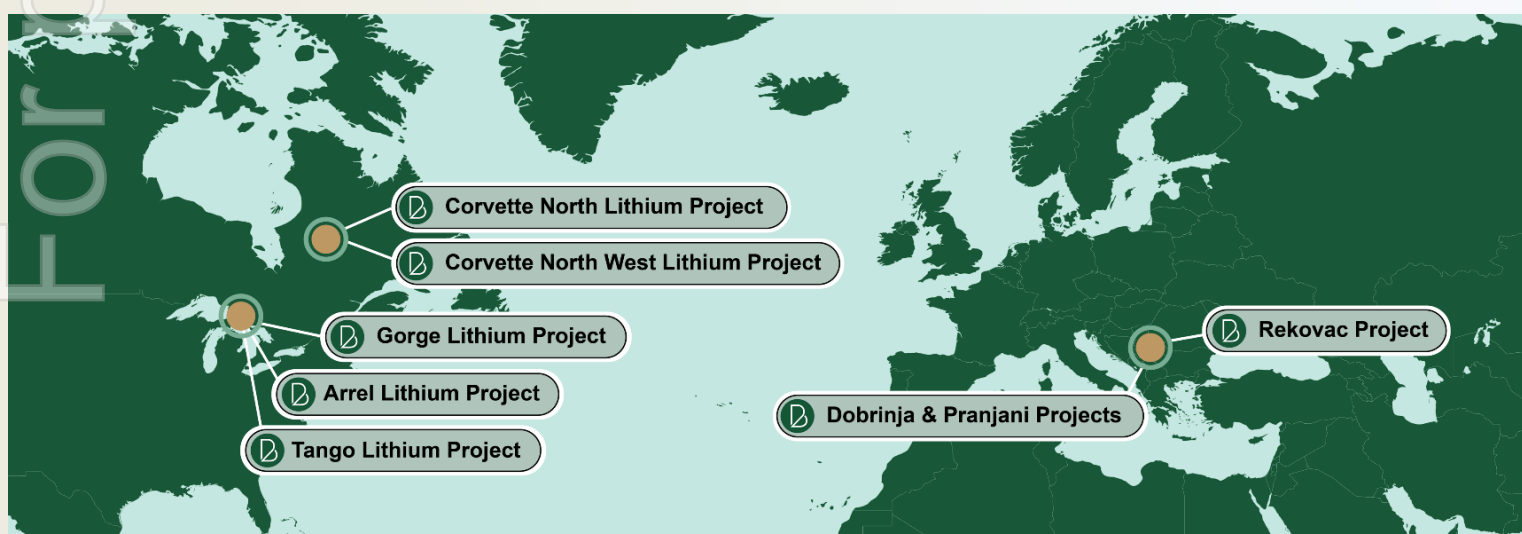 For p
Corvette North Lithium Project
Corvette North West Lithium Project
Gorge Lithium Project
Rekovac Project
Arrel Lithium Project
Dobrinja & Pranjani Projects
Tango Lithium Project